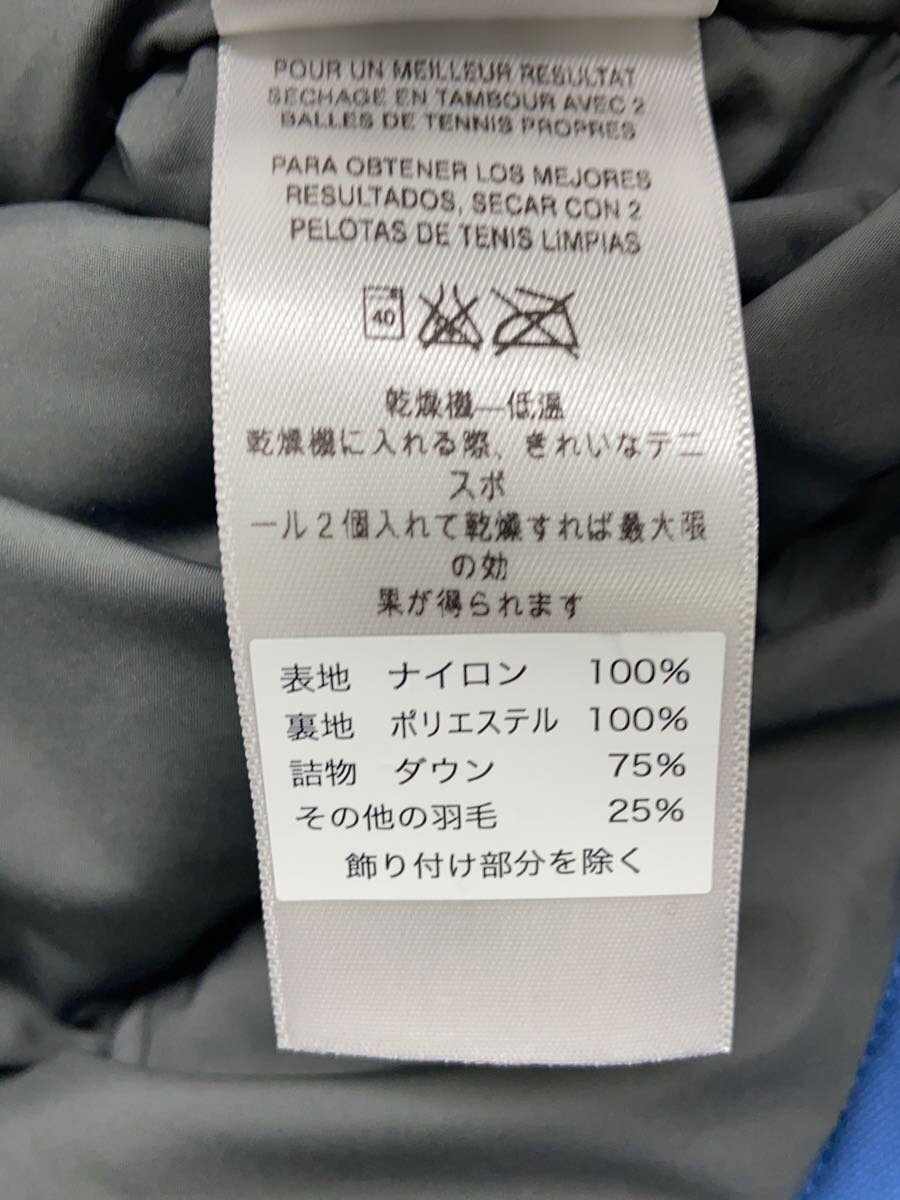 POUR UN MEILLEUR RESULTAT
SECHAGE EN TAMBOUR AVEC 2
BALLES DE TENNIS PROPRES
PARA OBTENER LOS MEJORES
RESULTADOS, SECAR CON 2
PELOTAS DE TENIS LIMPIAS
40
乾燥機—低温
乾燥機に入れる際、きれいなテニ
スボ
ール2個入れて乾燥すれば最大限
の効
果が得られます
表地 ナイロン 100%
裏地 ポリエステル 100%
詰物 ダウン 75%
その他の羽毛 25%
飾り付け部分を除く